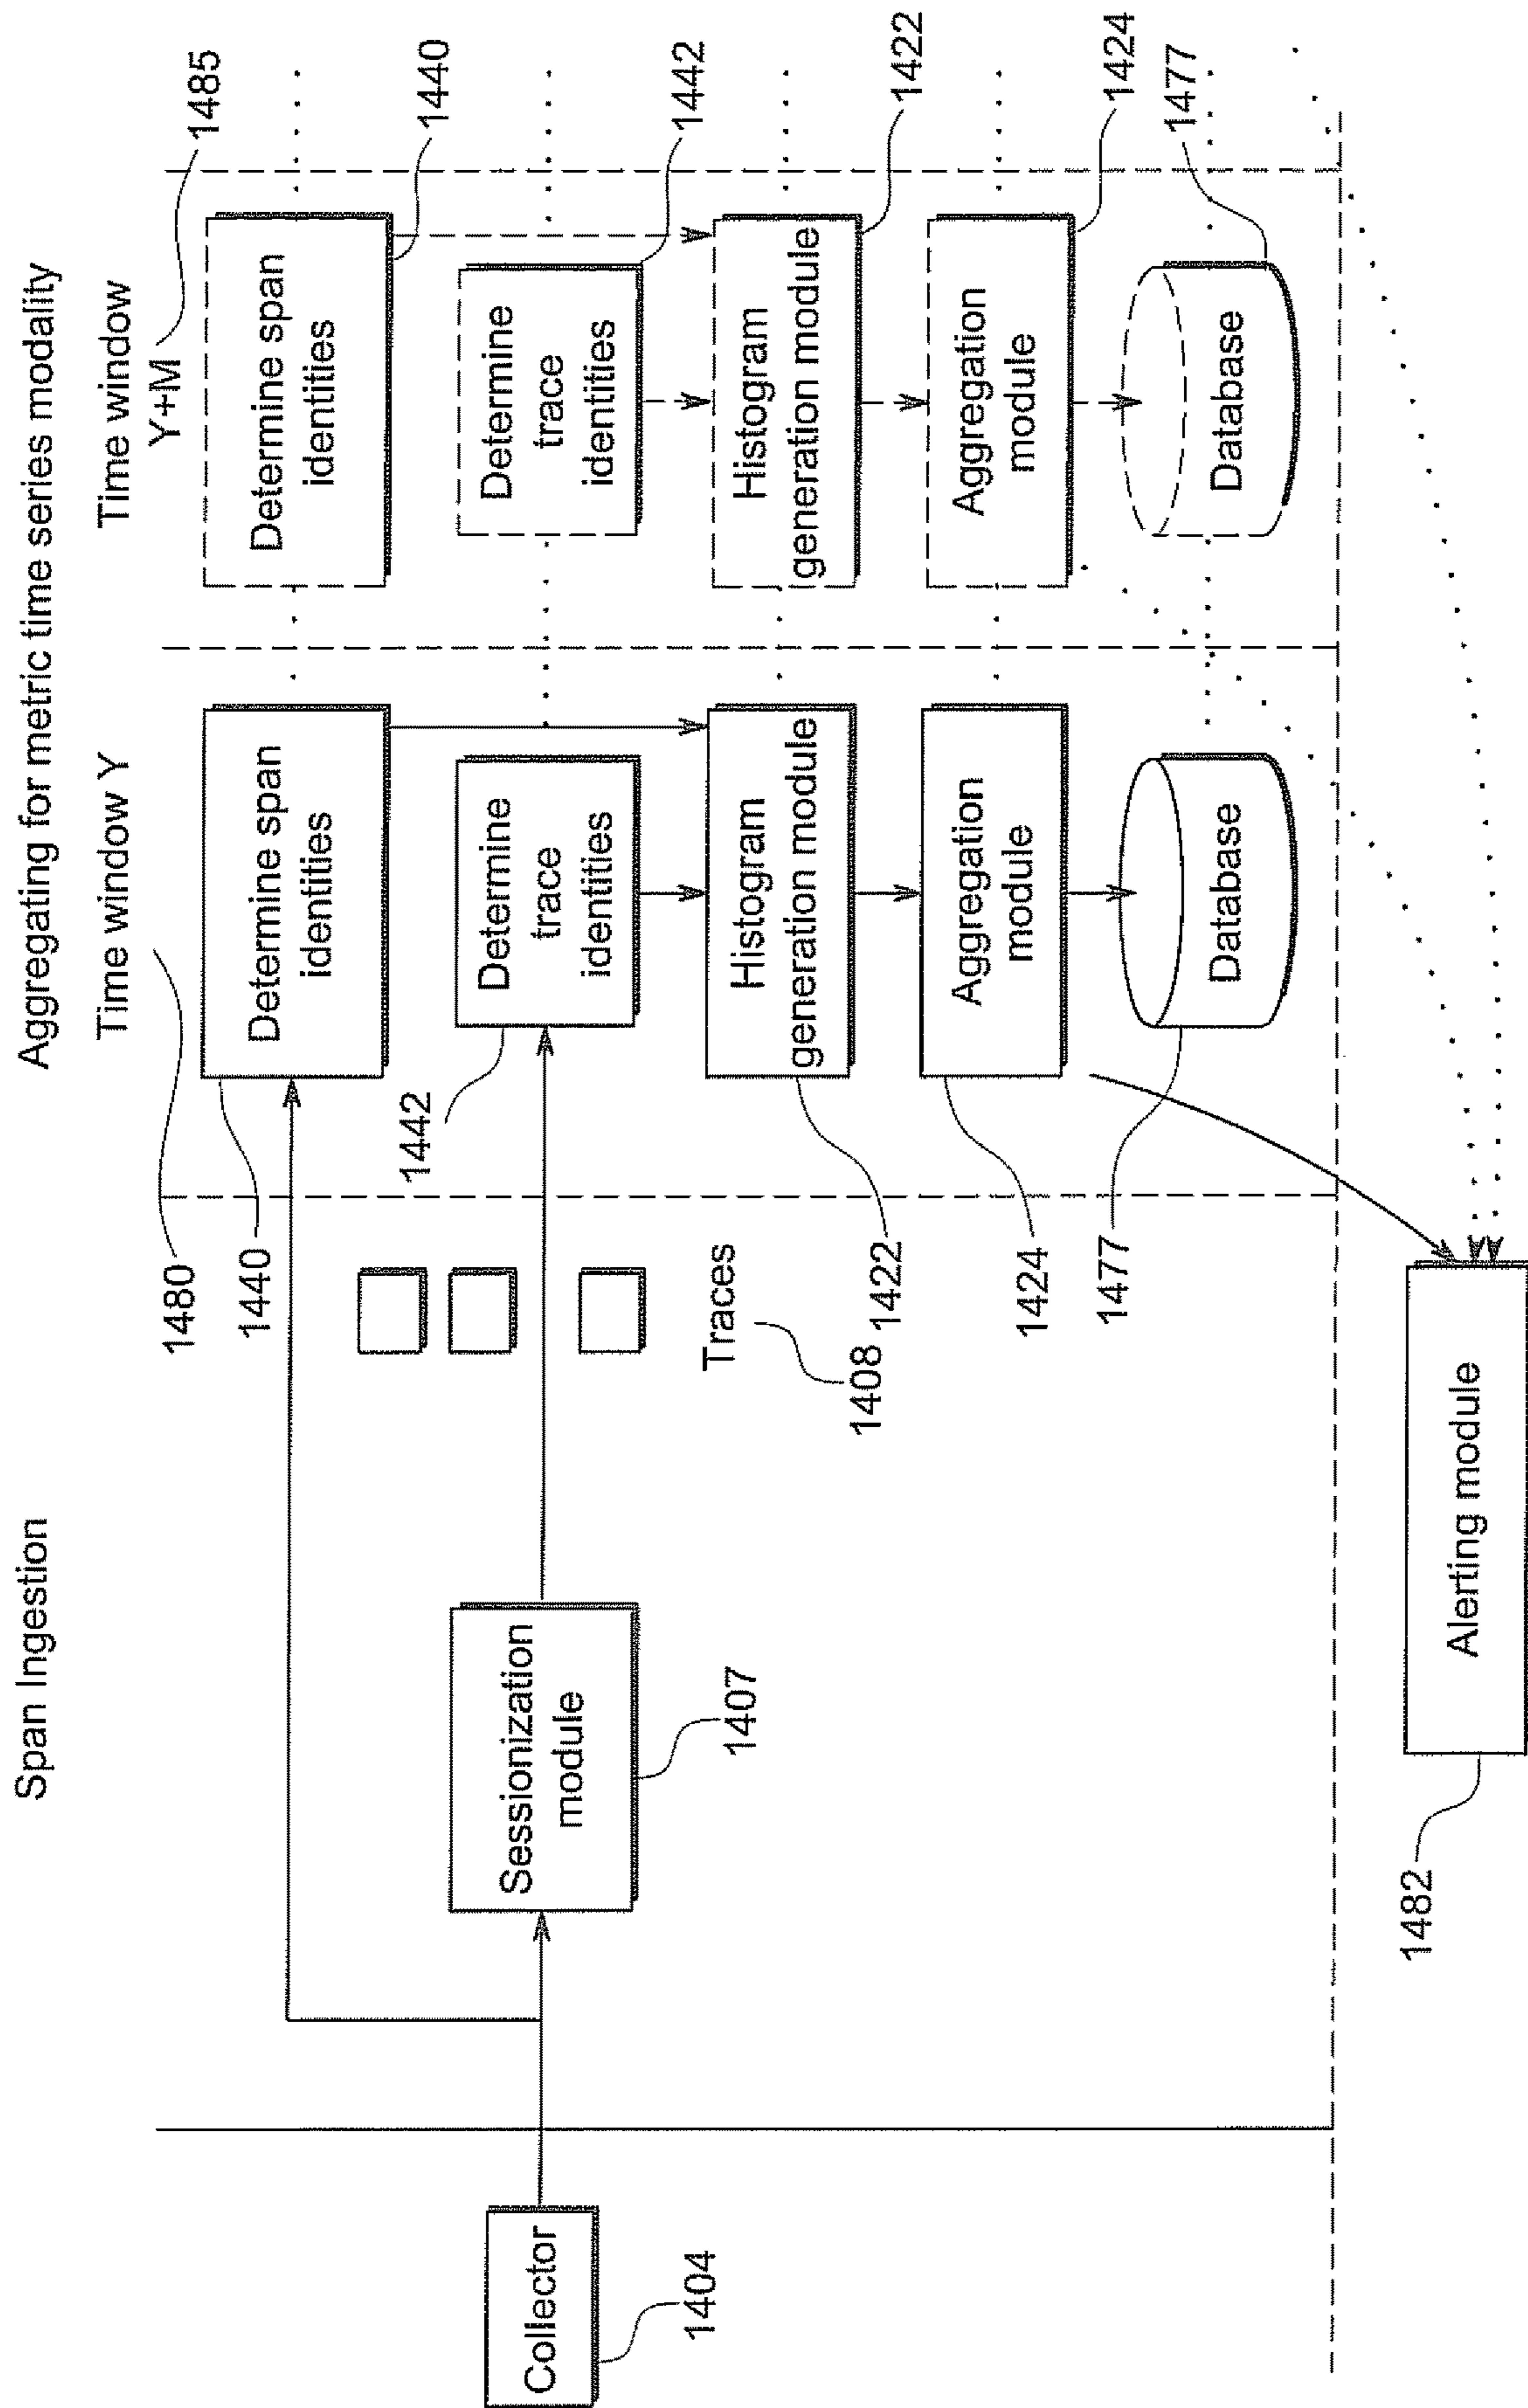 Span Ingestion
Aggregating for metric time series modality
Time window Y
Time window
Y+M
1480
1485
1440
Determine span
identities
Determine span
identities
1440
Collector
1404
Sessionization
module
1407
Traces
1408
1442
Determine
trace
identities
Determine
trace
identities
1442
1422
Histogram
generation module
Histogram
generation module
1422
1424
Aggregation
module
Aggregation
module
1424
1477
Database
Database
1477
Alerting module
1482